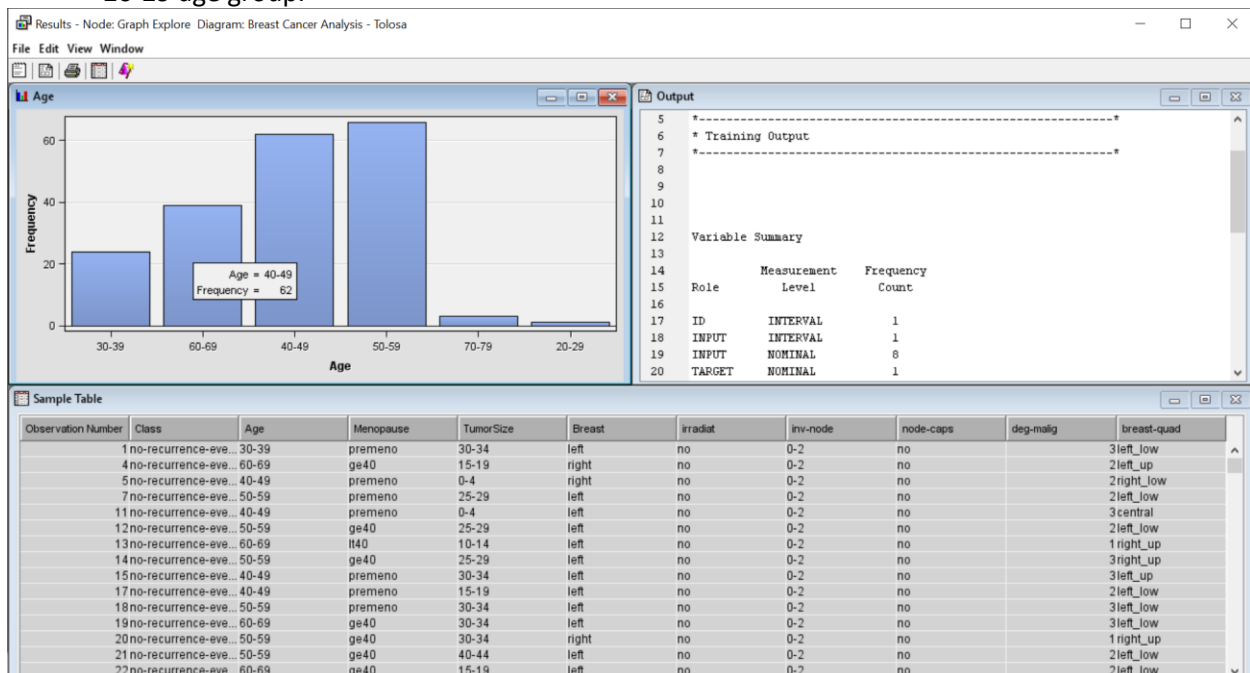 20-29 age group.
Results - Node: Graph Explore Diagram: Breast Cancer Analysis - Tolosa
File Edit View Window
Age
60
40
20
0
Frequency
Age = 40-49
Frequency = 62
30-39 60-69 40-49 50-59 70-79 20-29
Age
Output
5 *------------------------------------------------------------*
6 * Training Output
7 *------------------------------------------------------------*
8
9
10
11
12 Variable Summary
13
14 Measurement Frequency
15 Role Level Count
16
17 ID INTERVAL 1
18 INPUT INTERVAL 1
19 INPUT NOMINAL 8
20 TARGET NOMINAL 1
Sample Table
Observation Number Class Age Menopause TumorSize Breast irradiat inv-node node-caps deg-malig breast-quad
1 no-recurrence-eve... 30-39 premeno 30-34 left no 0-2 no 3 left_low
4 no-recurrence-eve... 60-69 ge40 15-19 right no 0-2 no 2 left_up
5 no-recurrence-eve... 40-49 premeno 0-4 right no 0-2 no 2 right_low
7 no-recurrence-eve... 50-59 premeno 25-29 left no 0-2 no 2 left_low
11 no-recurrence-eve... 40-49 premeno 0-4 left no 0-2 no 3 central
12 no-recurrence-eve... 50-59 ge40 25-29 left no 0-2 no 2 left_low
13 no-recurrence-eve... 60-69 lt40 10-14 left no 0-2 no 1 right_up
14 no-recurrence-eve... 50-59 ge40 25-29 left no 0-2 no 3 right_up
15 no-recurrence-eve... 40-49 premeno 30-34 left no 0-2 no 3 left_up
17 no-recurrence-eve... 40-49 premeno 15-19 left no 0-2 no 2 left_low
18 no-recurrence-eve... 50-59 premeno 30-34 left no 0-2 no 3 left_low
19 no-recurrence-eve... 60-69 ge40 30-34 left no 0-2 no 3 left_low
20 no-recurrence-eve... 50-59 ge40 30-34 right no 0-2 no 1 right_up
21 no-recurrence-eve... 50-59 ge40 40-44 left no 0-2 no 2 left_low
22 no-recurrence-eve... 60-69 ge40 15-19 left no 0-2 no 2 left_low